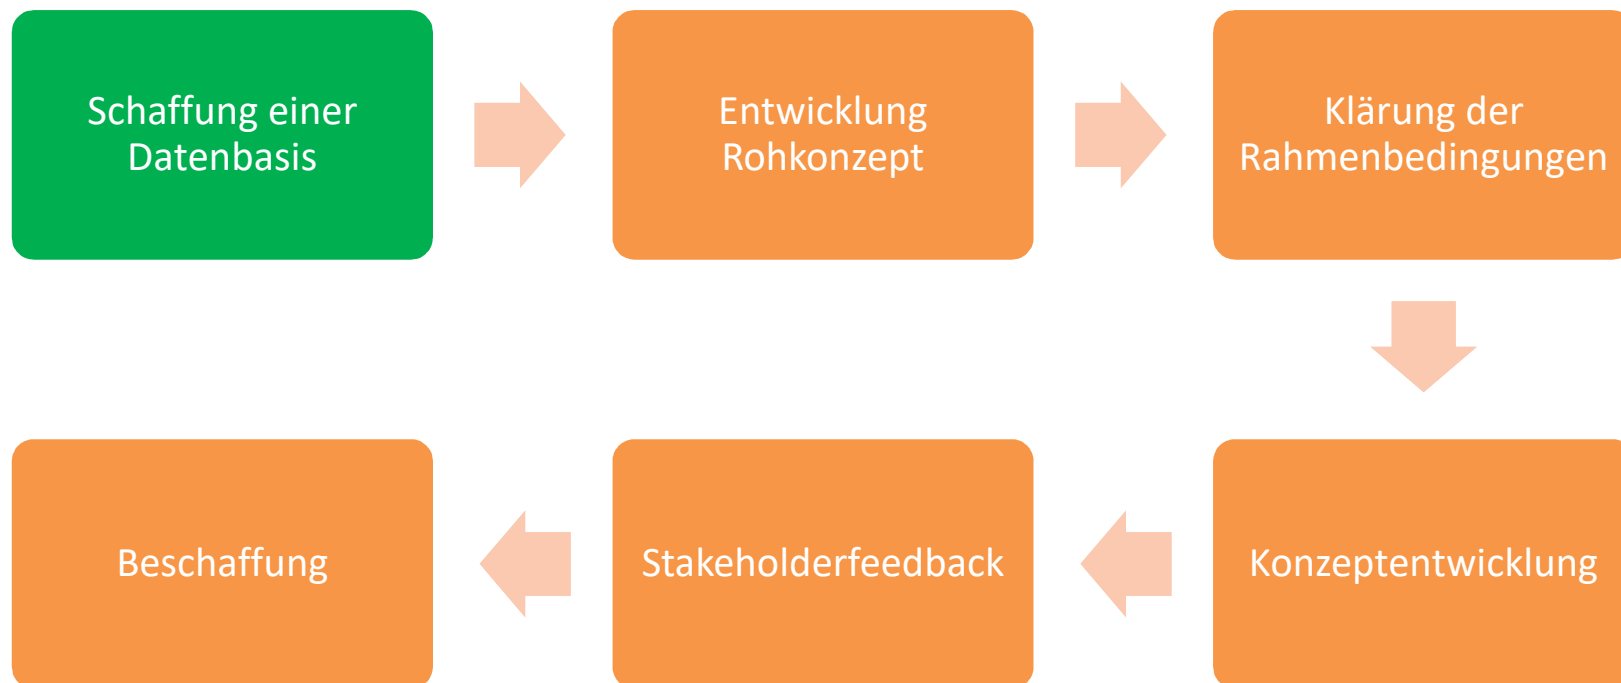 Schaffung einer
Datenbasis
Entwicklung
Rohkonzept
Klärung der
Rahmenbedingungen
Konzeptentwicklung
Stakeholderfeedback
Beschaffung